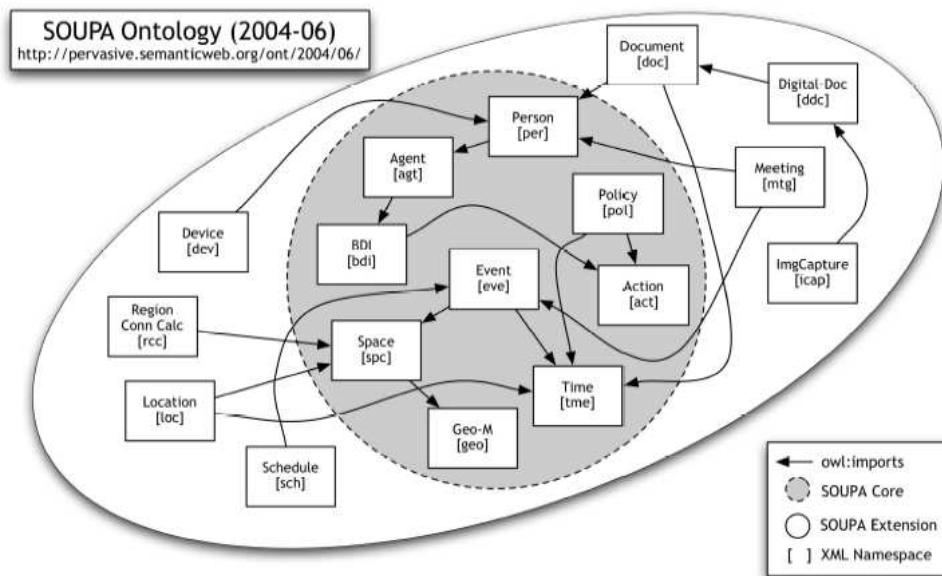 SOUPA Ontology (2004-06)
http://pervasive.semanticweb.org/ont/2004/06/
Document
[doc]
Digital-Doc
[ddc]
Person
[per]
Agent
[agt]
Meeting
[mtg]
Policy
[pol]
Device
[dev]
BDI
[bdi]
Event
[eve]
Action
[act]
ImgCapture
[icap]
Region
Conn Calc
[rcc]
Space
[spc]
Location
[loc]
Time
[tme]
Geo-M
[geo]
Schedule
[sch]
owl:imports
SOUPA Core
SOUPA Extension
[ ] XML Namespace